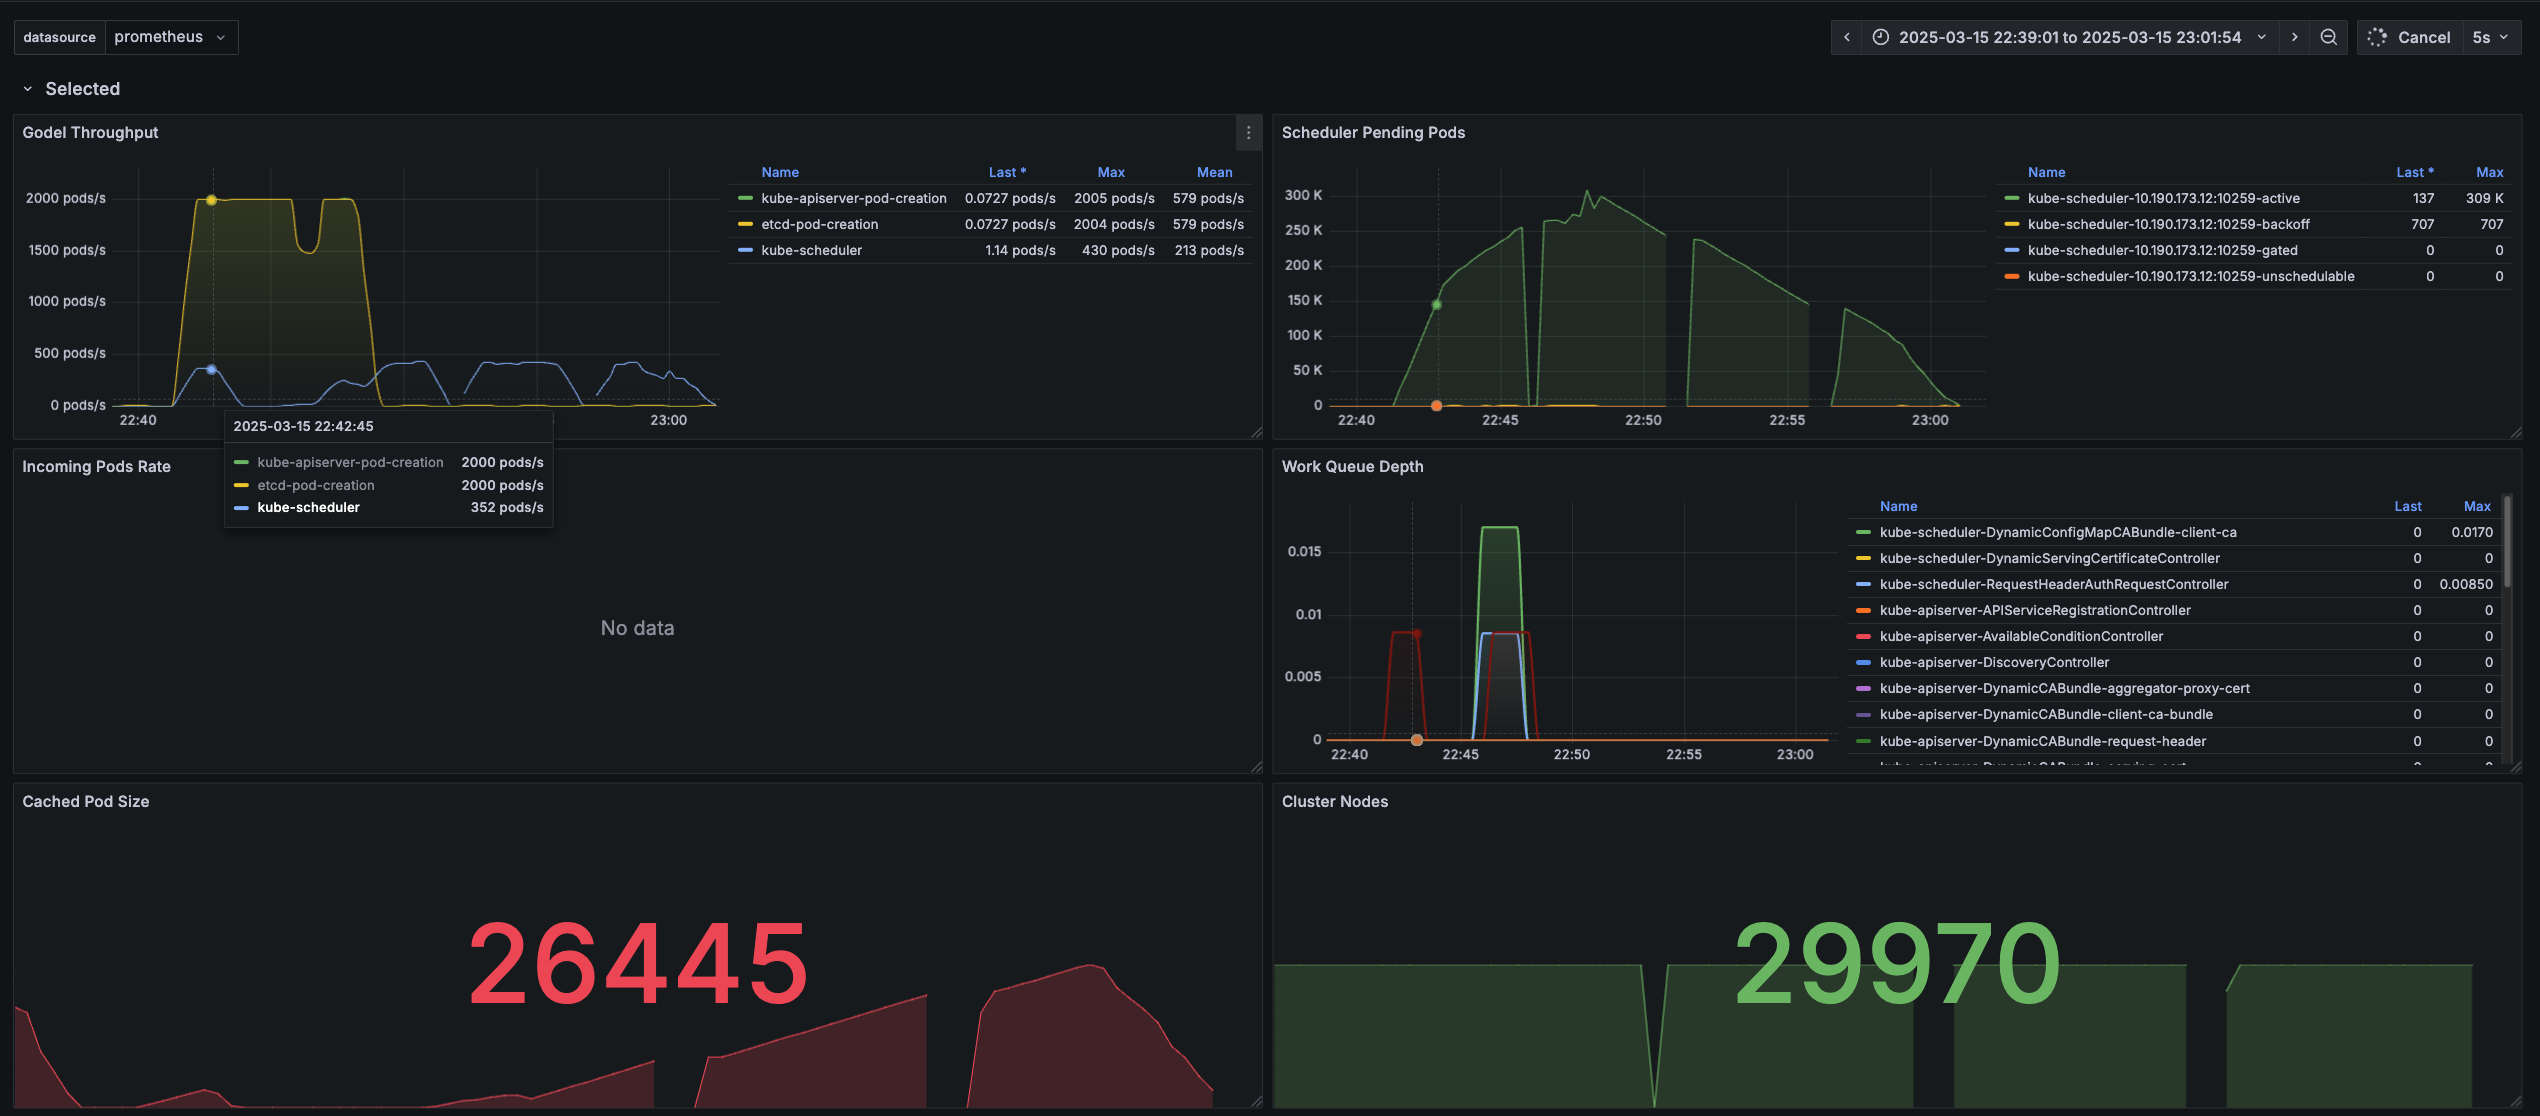 datasource prometheus 2025-03-15 22:39:01 to 2025-03-15 23:01:54 Cancel 5s
Selected
Godel Throughput
2000 pods/s
1500 pods/s
1000 pods/s
500 pods/s
0 pods/s
22:40 23:00
Name Last * Max Mean
kube-apiserver-pod-creation 0.0727 pods/s 2005 pods/s 579 pods/s
etcd-pod-creation 0.0727 pods/s 2004 pods/s 579 pods/s
kube-scheduler 1.14 pods/s 430 pods/s 213 pods/s
2025-03-15 22:42:45
kube-apiserver-pod-creation 2000 pods/s
etcd-pod-creation 2000 pods/s
kube-scheduler 352 pods/s
Scheduler Pending Pods
300 K
250 K
200 K
150 K
100 K
50 K
0
22:40 22:45 22:50 22:55 23:00
Name Last * Max
kube-scheduler-10.190.173.12:10259-active 137 309 K
kube-scheduler-10.190.173.12:10259-backoff 707 707
kube-scheduler-10.190.173.12:10259-gated 0 0
kube-scheduler-10.190.173.12:10259-unschedulable 0 0
Incoming Pods Rate
No data
Work Queue Depth
0.015
0.01
0.005
0
22:40 22:45 22:50 22:55 23:00
Name Last Max
kube-scheduler-DynamicConfigMapCABundle-client-ca 0 0.0170
kube-scheduler-DynamicServingCertificateController 0 0
kube-scheduler-RequestHeaderAuthRequestController 0 0.00850
kube-apiserver-APIServiceRegistrationController 0 0
kube-apiserver-AvailableConditionController 0 0
kube-apiserver-DiscoveryController 0 0
kube-apiserver-DynamicCABundle-aggregator-proxy-cert 0 0
kube-apiserver-DynamicCABundle-client-ca-bundle 0 0
kube-apiserver-DynamicCABundle-request-header 0 0
Cached Pod Size
26445
Cluster Nodes
29970